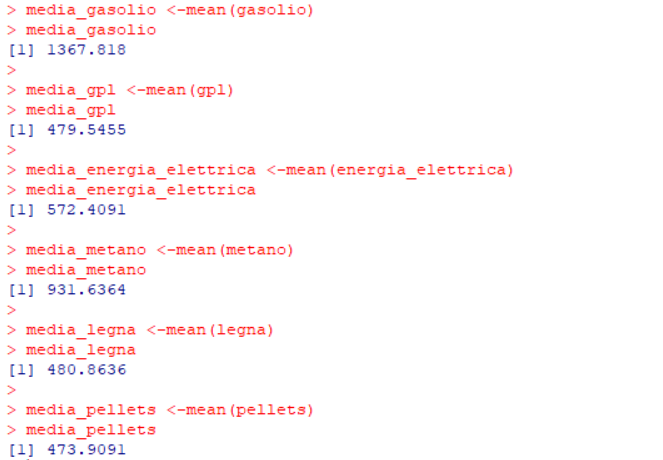 > media_gasolio <-mean(gasolio)
> media_gasolio
[1] 1367.818
>
> media_gpl <-mean(gpl)
> media_gpl
[1] 479.5455
>
> media_energia_elettrica <-mean(energia_elettrica)
> media_energia_elettrica
[1] 572.4091
>
> media_metano <-mean(metano)
> media_metano
[1] 931.6364
>
> media_legna <-mean(legna)
> media_legna
[1] 480.8636
>
> media_pellets <-mean(pellets)
> media_pellets
[1] 473.9091